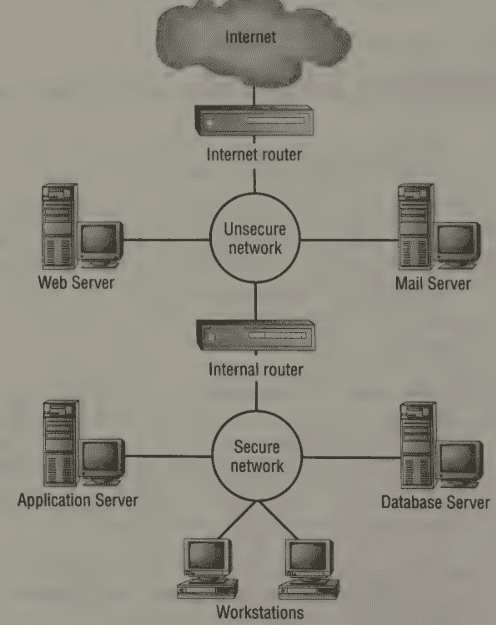 Internet
Internet router
Unsecure
network
Web Server
Mail Server
Internal router
Secure
network
Application Server
Database Server
Workstations